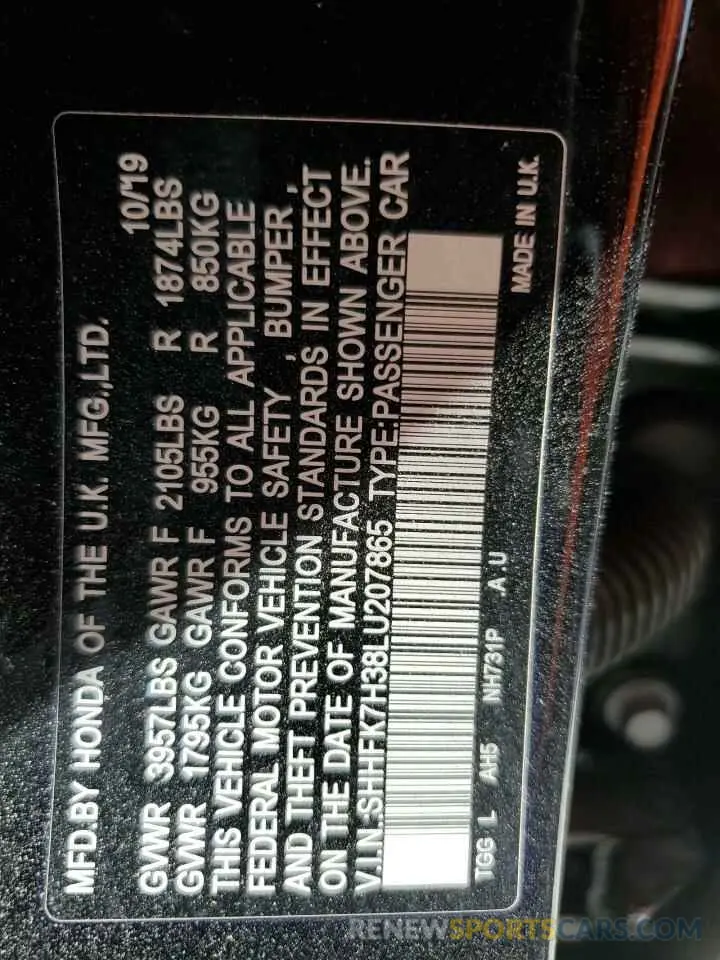 MFD.BY HONDA OF THE U.K. MFG.,LTD. 10/19
GVWR 3957LBS GAWR F 2105LBS R 1874LBS
GVWR 1795KG GAWR F 955KG R 850KG
THIS VEHICLE CONFORMS TO ALL APPLICABLE
FEDERAL MOTOR VEHICLE SAFETY , BUMPER ,
AND THEFT PREVENTION STANDARDS IN EFFECT
ON THE DATE OF MANUFACTURE SHOWN ABOVE.
V.I.N.:SHHFK7H38LU207865 TYPE:PASSENGER CAR
TGG L AH5 NH731P A.U MADE IN U.K.
RENEWSPORTSCARS.COM